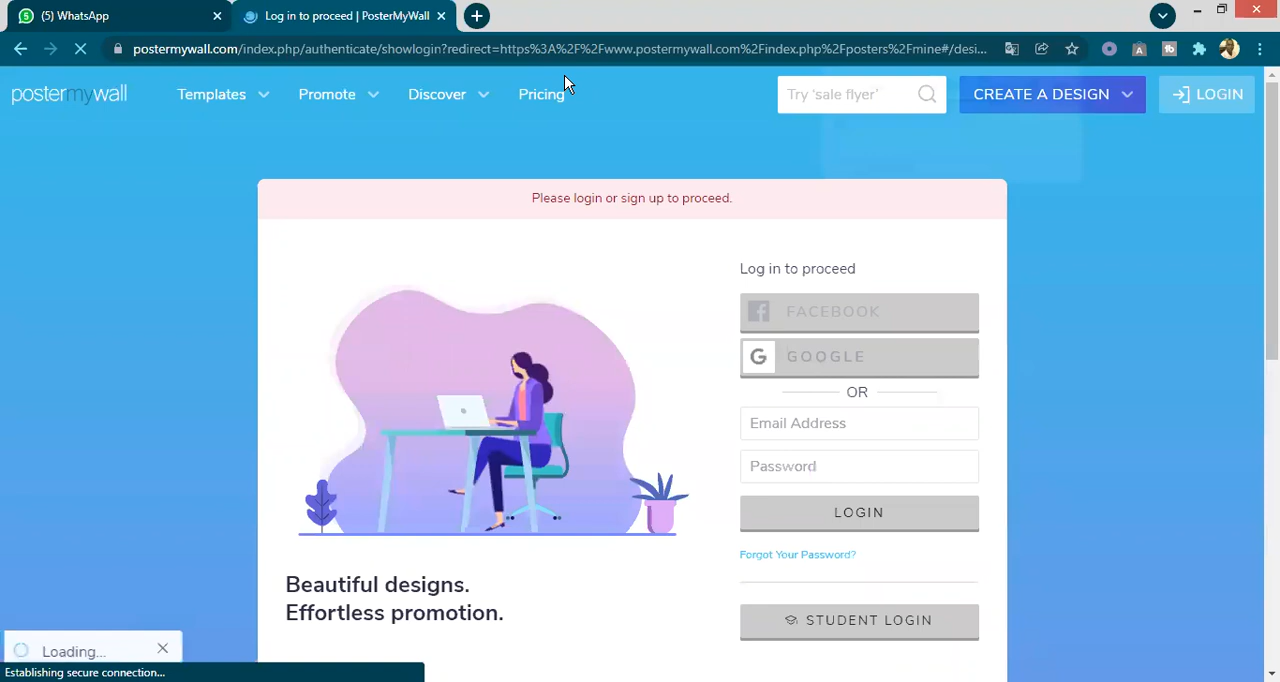 (5) WhatsApp
Log in to proceed | PosterMyWall
postermywall.com/index.php/authenticate/showlogin?redirect=https%3A%2F%2Fwww.postermywall.com%2Findex.php%2Fposters%2Fmine#/desi...
postermywall
Templates
Promote
Discover
Pricing
Try 'sale flyer'
CREATE A DESIGN
LOGIN
Please login or sign up to proceed.
Log in to proceed
FACEBOOK
G GOOGLE
OR
Email Address
Password
LOGIN
Forgot Your Password?
STUDENT LOGIN
Beautiful designs.
Effortless promotion.
Loading...
Establishing secure connection...